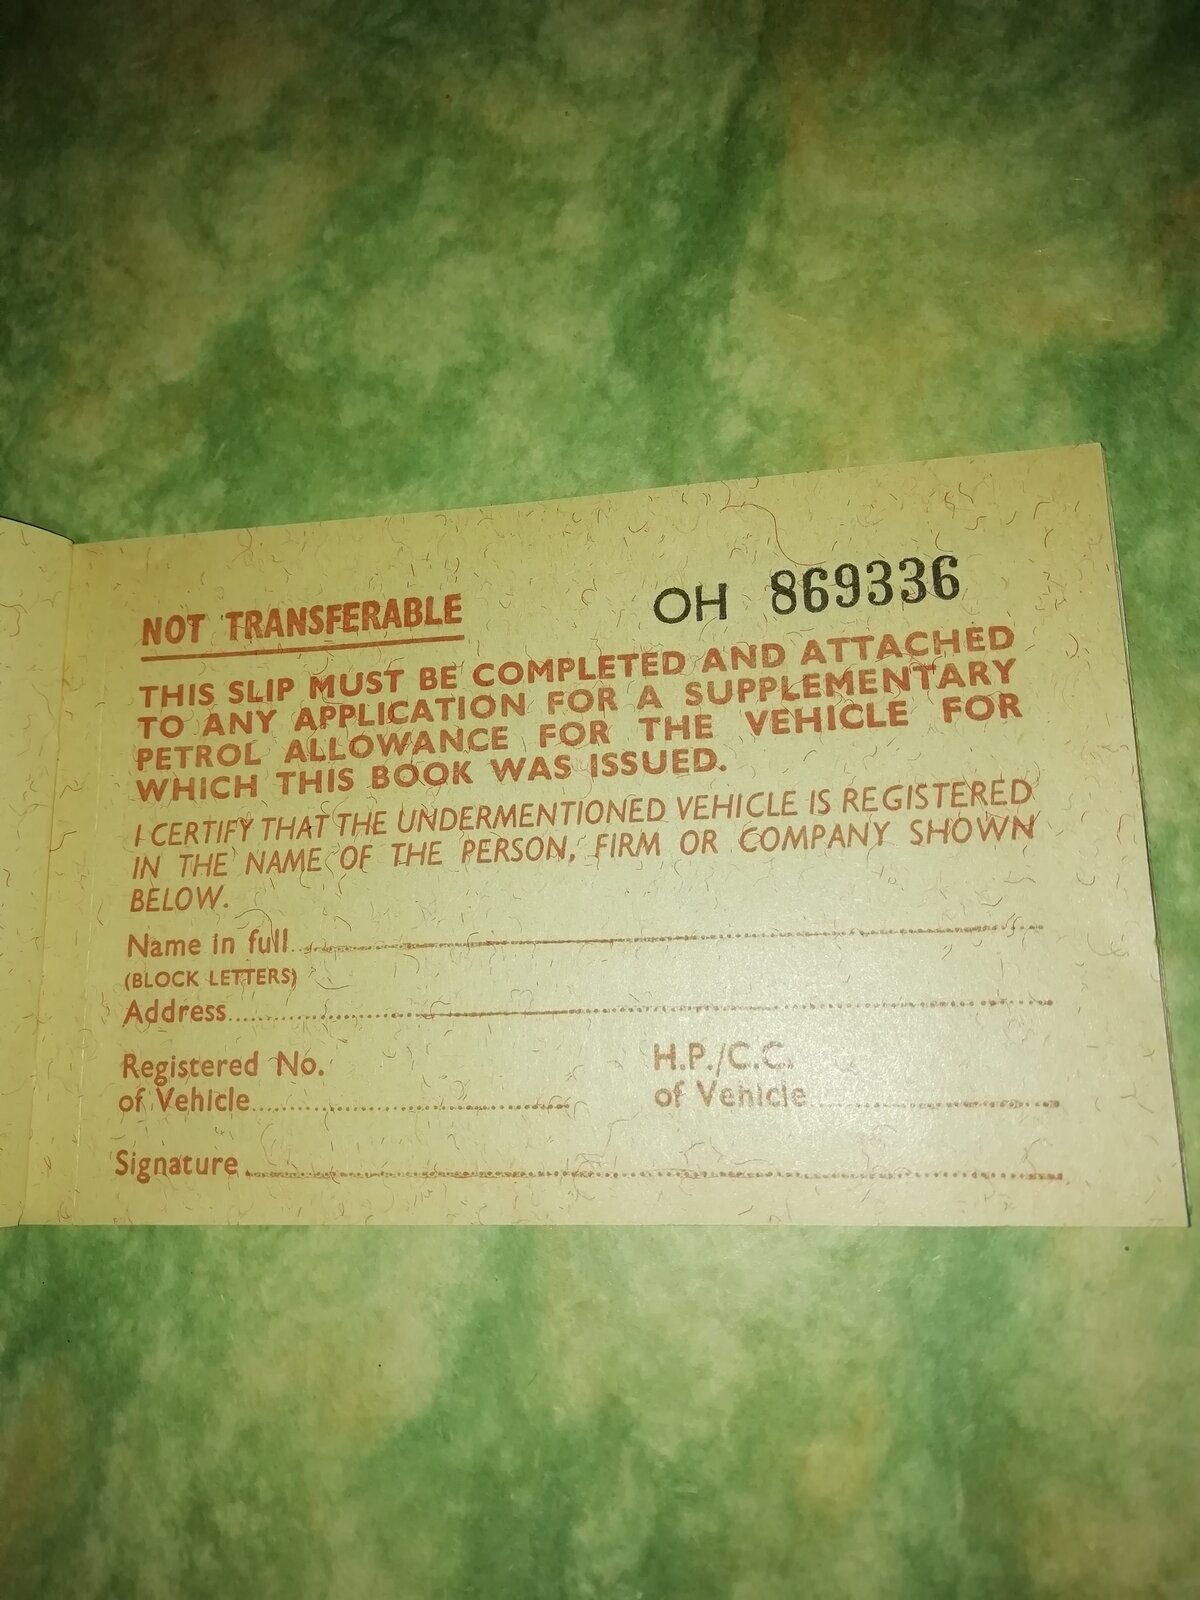 NOT TRANSFERABLE
OH 869336
THIS SLIP MUST BE COMPLETED AND ATTACHED
TO ANY APPLICATION FOR A SUPPLEMENTARY
PETROL ALLOWANCE FOR THE VEHICLE FOR
WHICH THIS BOOK WAS ISSUED.
I CERTIFY THAT THE UNDERMENTIONED VEHICLE IS REGISTERED
IN THE NAME OF THE PERSON, FIRM OR COMPANY SHOWN
BELOW.
Name in full
(BLOCK LETTERS)
Address
Registered No.
of Vehicle
H.P./C.C.
of Vehicle
Signature